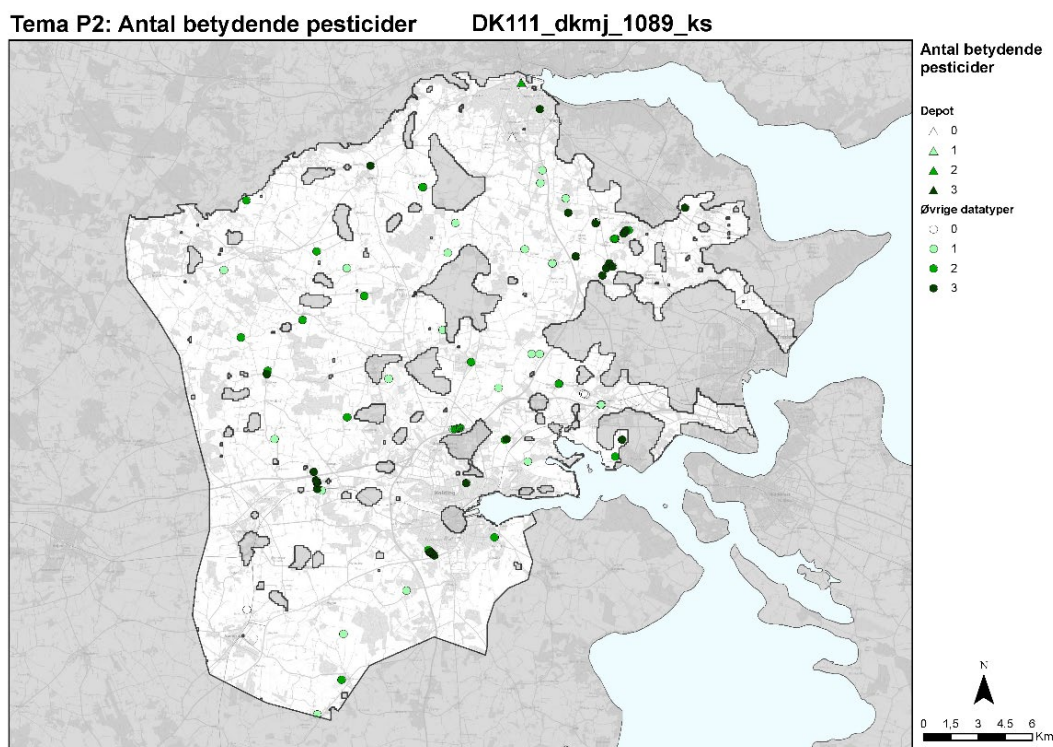 Tema P2: Antal betydende pesticider DK111_dkmj_1089_ks
Antal betydende
pesticider
Depot
0
1
2
3
Øvrige datatyper
0
1
2
3
N
0 1,5 3 4.5 6
Km